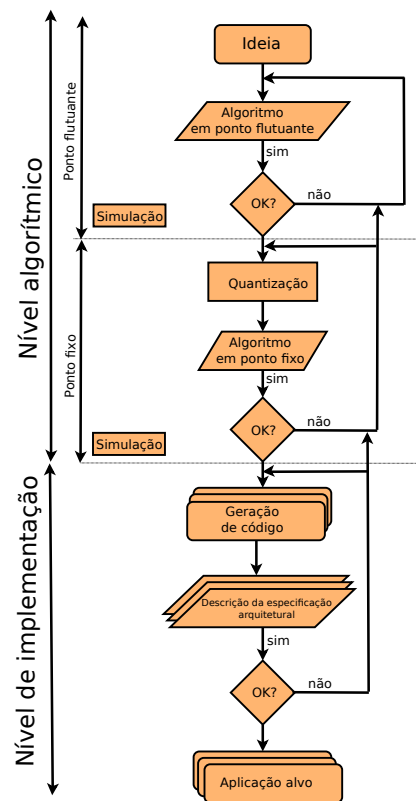 Ideia
Algoritmo
em ponto flutuante
sim
OK?
não
Ponto flutuante
Simulação
Nível algorítmico
Quantização
Algoritmo
em ponto fixo
sim
OK?
não
Ponto fixo
Simulação
Geração
de código
Descrição da especificação
arquitetural
sim
OK?
não
Nível de implementação
Aplicação alvo